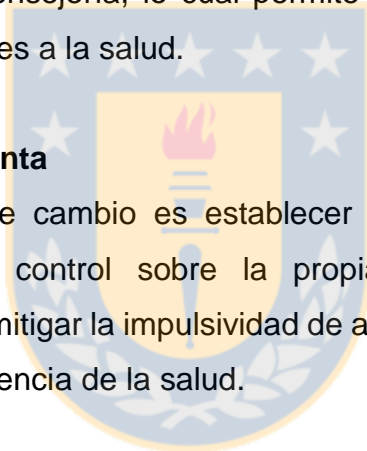 consejería, lo cual permite
es a la salud.
nta
e cambio es establecer
control sobre la propia
mitigar la impulsividad de a
encia de la salud.